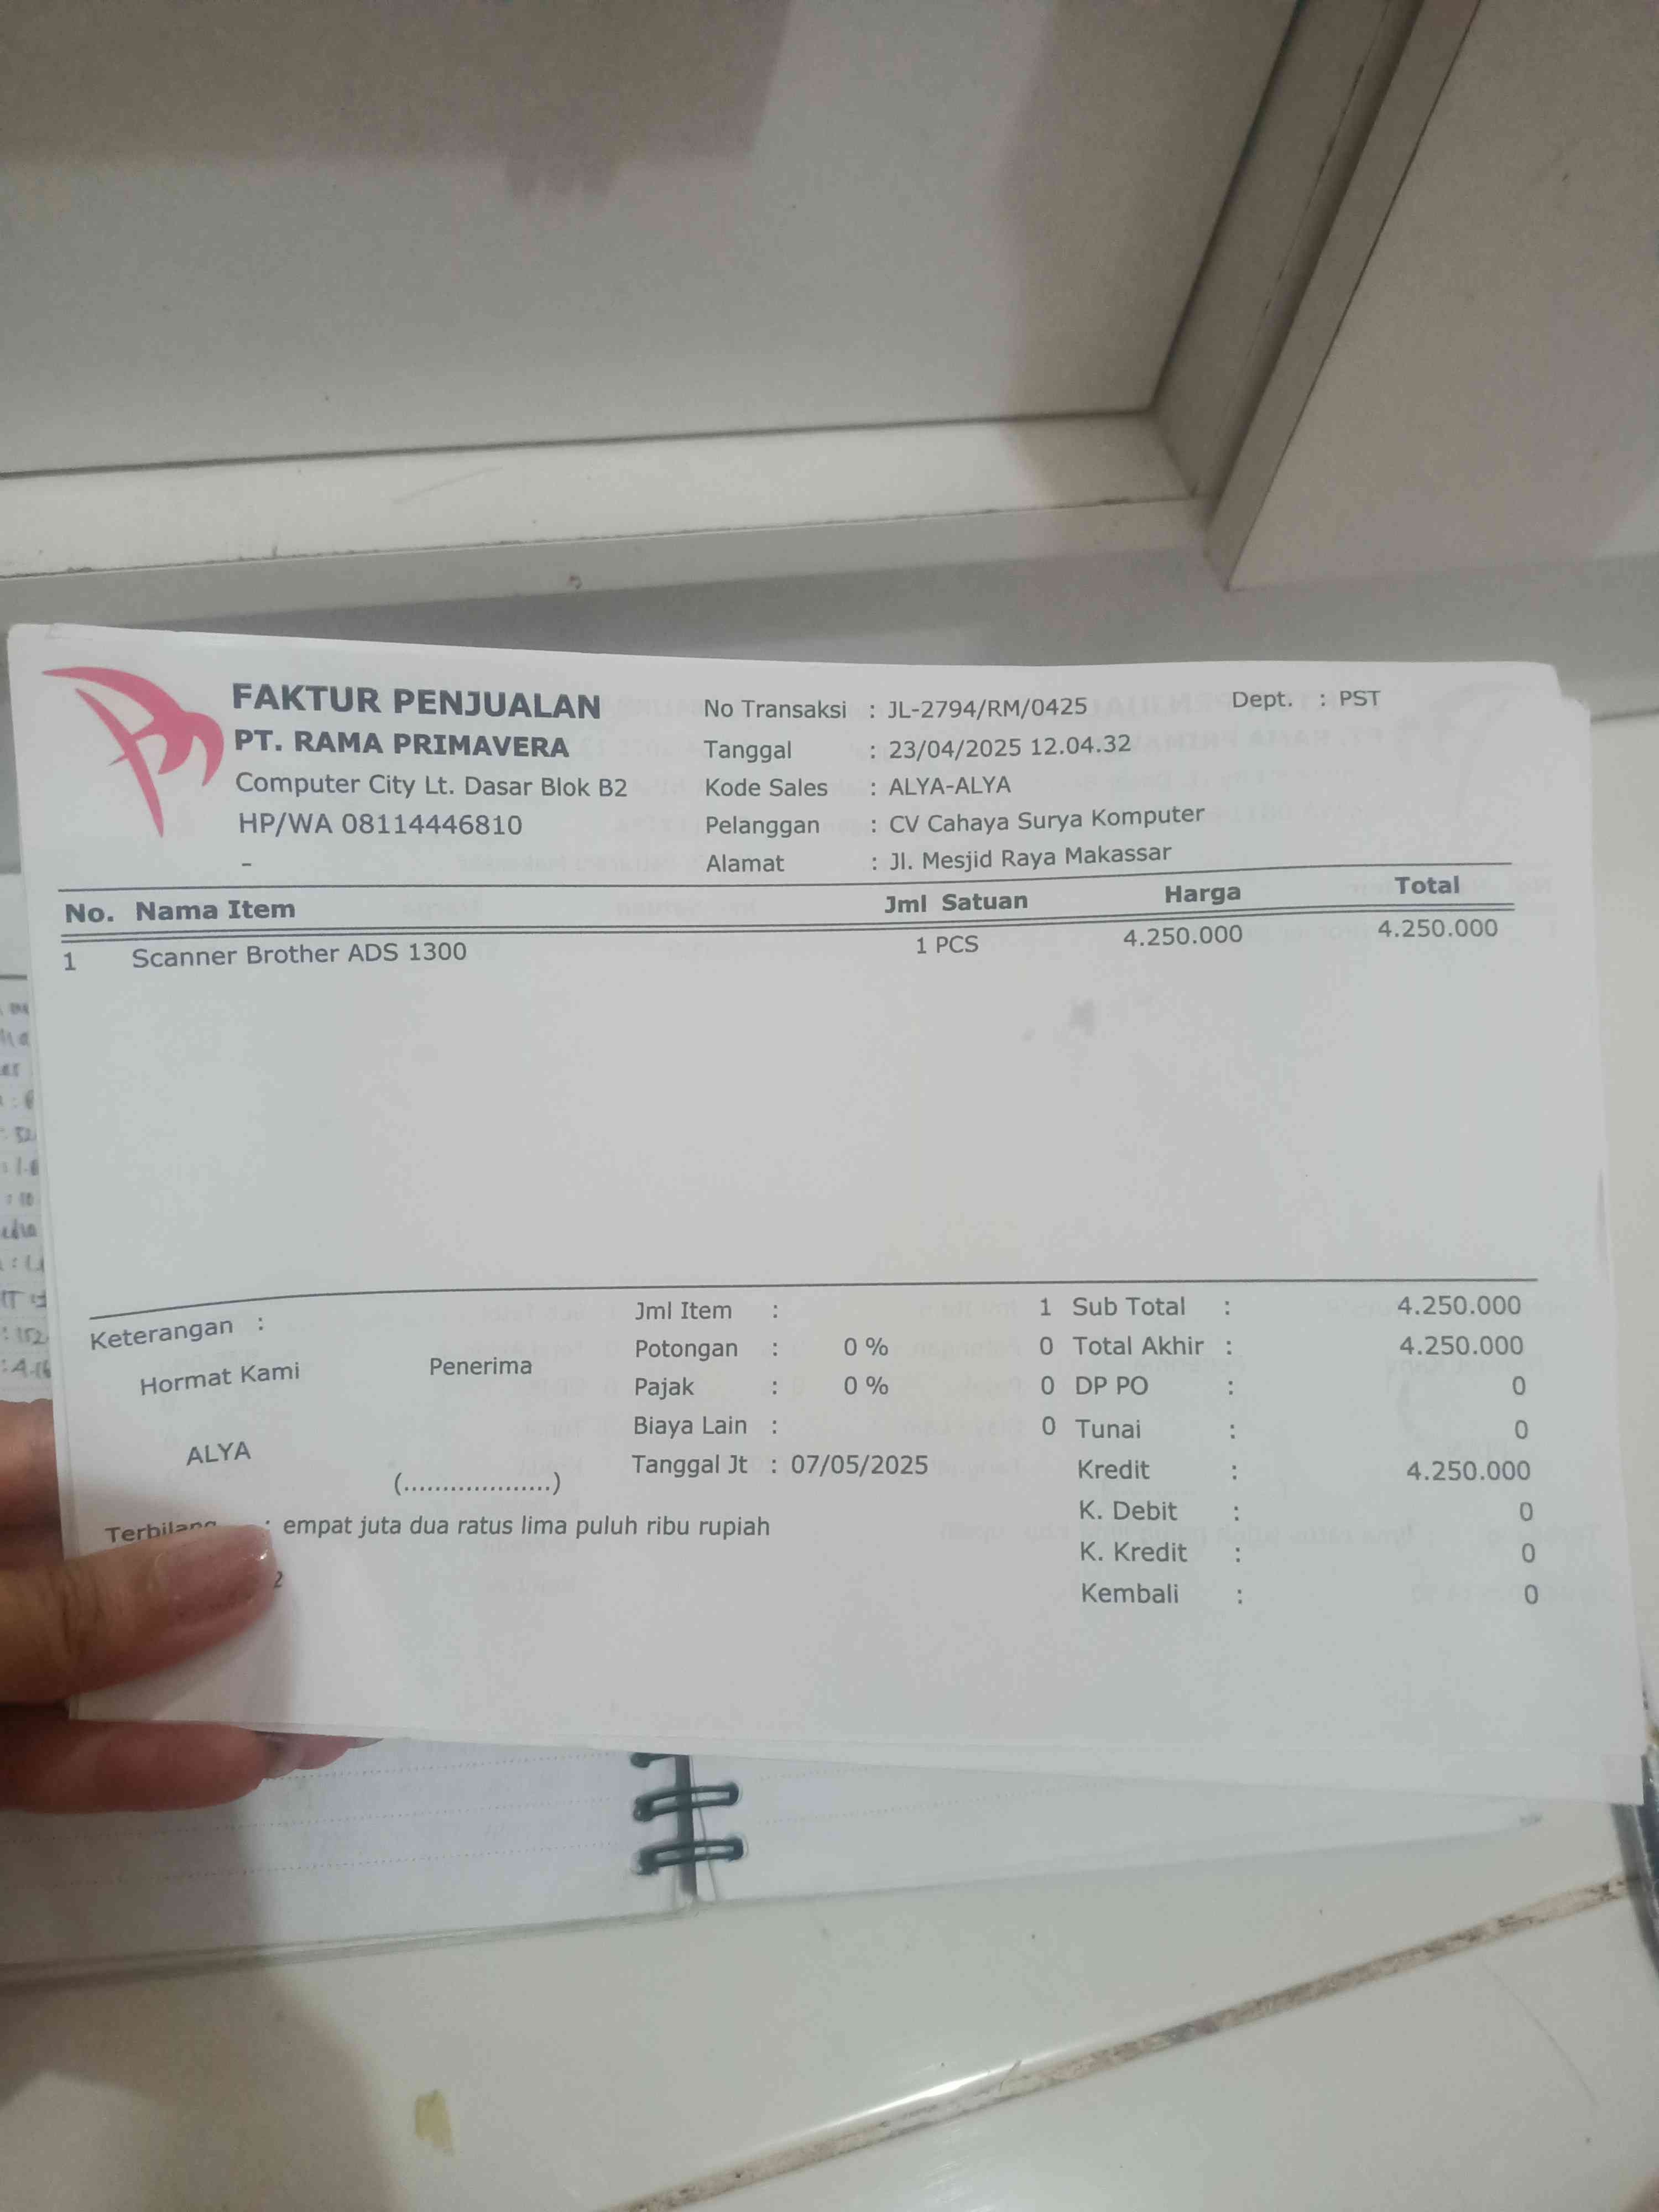 FAKTUR PENJUALAN
PT. RAMA PRIMAVERA
Computer City Lt. Dasar Blok B2
HP/WA 08114446810
-
No Transaksi : JL-2794/RM/0425
Dept. : PST
Tanggal : 23/04/2025 12.04.32
Kode Sales : ALYA-ALYA
Pelanggan : CV Cahaya Surya Komputer
Alamat : Jl. Mesjid Raya Makassar
No. Nama Item Jml Satuan Harga Total
1 Scanner Brother ADS 1300 1 PCS 4.250.000 4.250.000
Keterangan :
Hormat Kami Penerima
ALYA
(...................)
Jml Item : 1
Potongan : 0 % 0
Pajak : 0 % 0
Biaya Lain : 0
Tanggal Jt : 07/05/2025
Sub Total : 4.250.000
Total Akhir : 4.250.000
DP PO : 0
Tunai : 0
Kredit : 4.250.000
K. Debit : 0
K. Kredit : 0
Kembali : 0
Terbilang : empat juta dua ratus lima puluh ribu rupiah